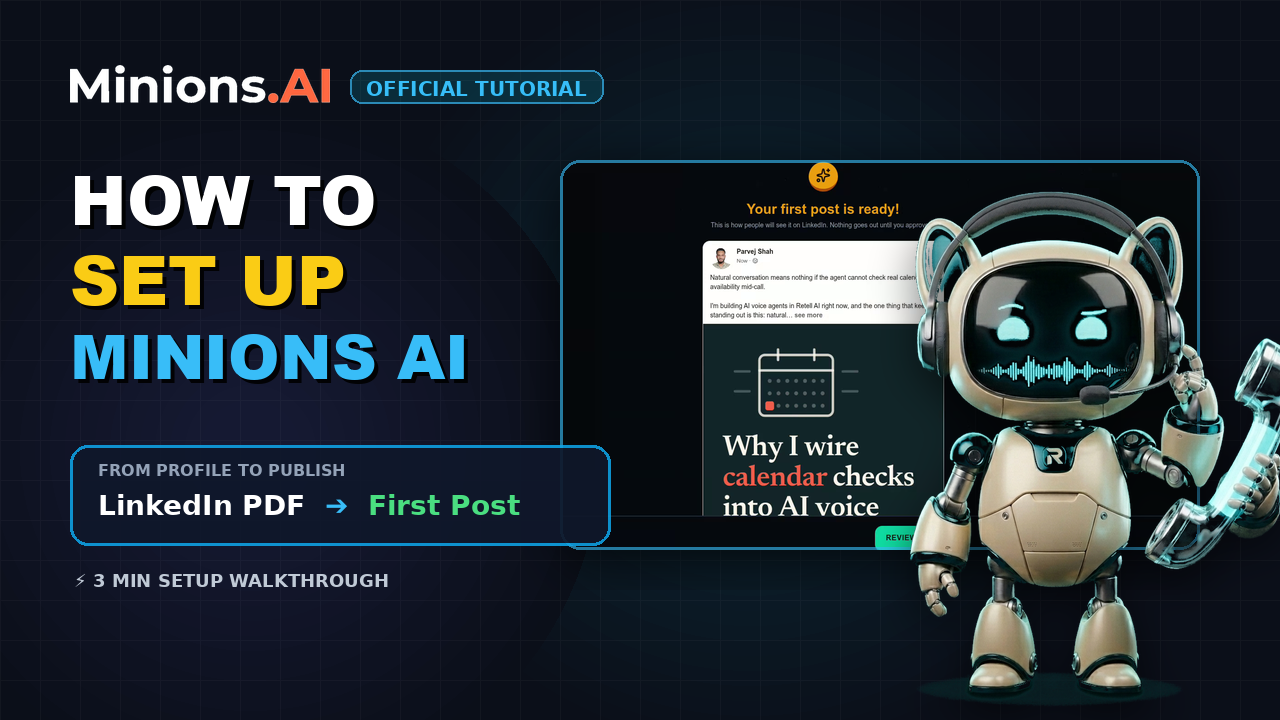 Minions.AI
OFFICIAL TUTORIAL
HOW TO
SET UP
MINIONS AI
FROM PROFILE TO PUBLISH
LinkedIn PDF → First Post
⚡ 3 MIN SETUP WALKTHROUGH
Your first post is ready!
This is how people will see it on LinkedIn. Nothing goes out until you
Parvej Shah
Now ·
Natural conversation means nothing if the agent cannot check real
availability mid-call.
I'm building AI voice agents in Retell AI right now, and the one thing that
standing out is this: natural... see more
Why I wire
calendar checks
into AI voice
R